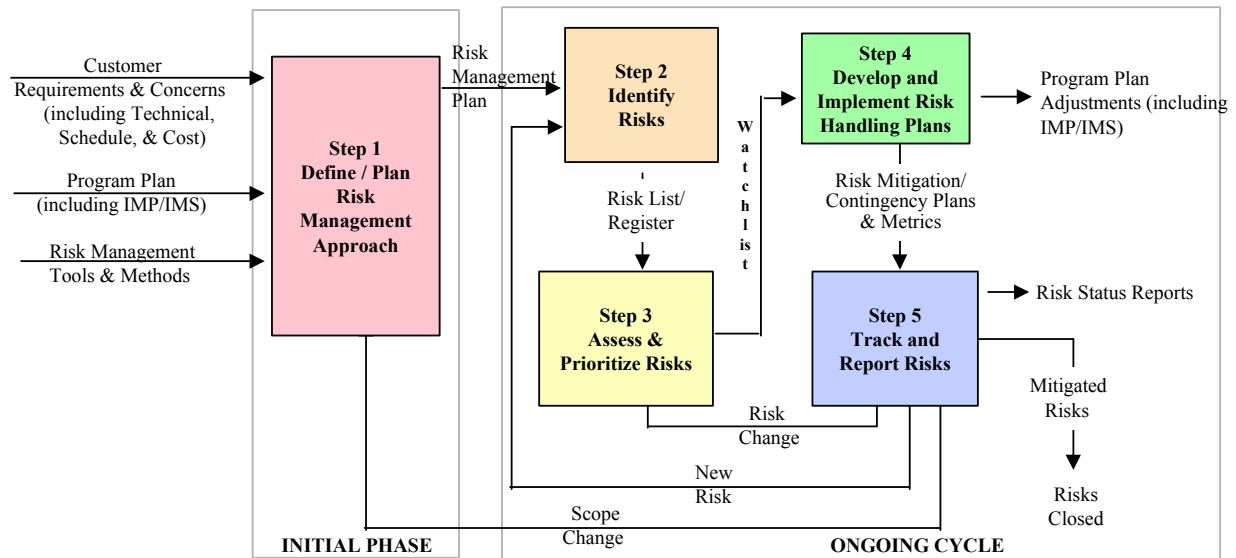 Customer
Requirements & Concerns
(including Technical,
Schedule, & Cost)
Program Plan
(including IMP/IMS)
Risk Management
Tools & Methods
Step 1
Define / Plan
Risk
Management
Approach
INITIAL PHASE
Risk
Management
Plan
Step 2
Identify
Risks
Risk List/
Register
Step 3
Assess &
Prioritize Risks
Watchlist
Step 4
Develop and
Implement Risk
Handling Plans
Program Plan
Adjustments (including
IMP/IMS)
Risk Mitigation/
Contingency Plans
& Metrics
Step 5
Track and
Report Risks
Risk Status Reports
Mitigated
Risks
Risks
Closed
Risk
Change
New
Risk
Scope
Change
ONGOING CYCLE